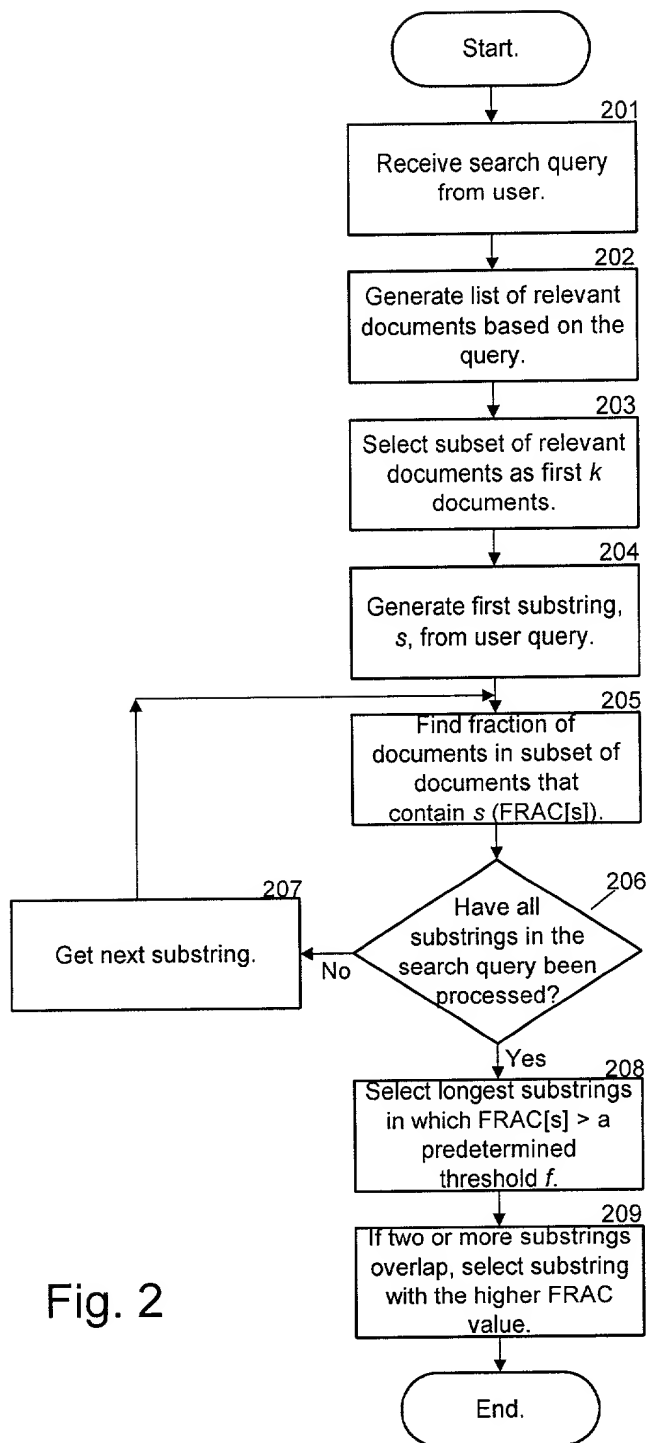 Start.
201
Receive search query
from user.
202
Generate list of relevant
documents based on the
query.
203
Select subset of relevant
documents as first k
documents.
204
Generate first substring,
s, from user query.
205
Find fraction of
documents in subset of
documents that
contain s (FRAC[s]).
206
Have all
substrings in the
search query been
processed?
No
207
Get next substring.
Yes
208
Select longest substrings
in which FRAC[s] > a
predetermined
threshold f.
209
If two or more substrings
overlap, select substring
with the higher FRAC
value.
End.
Fig. 2